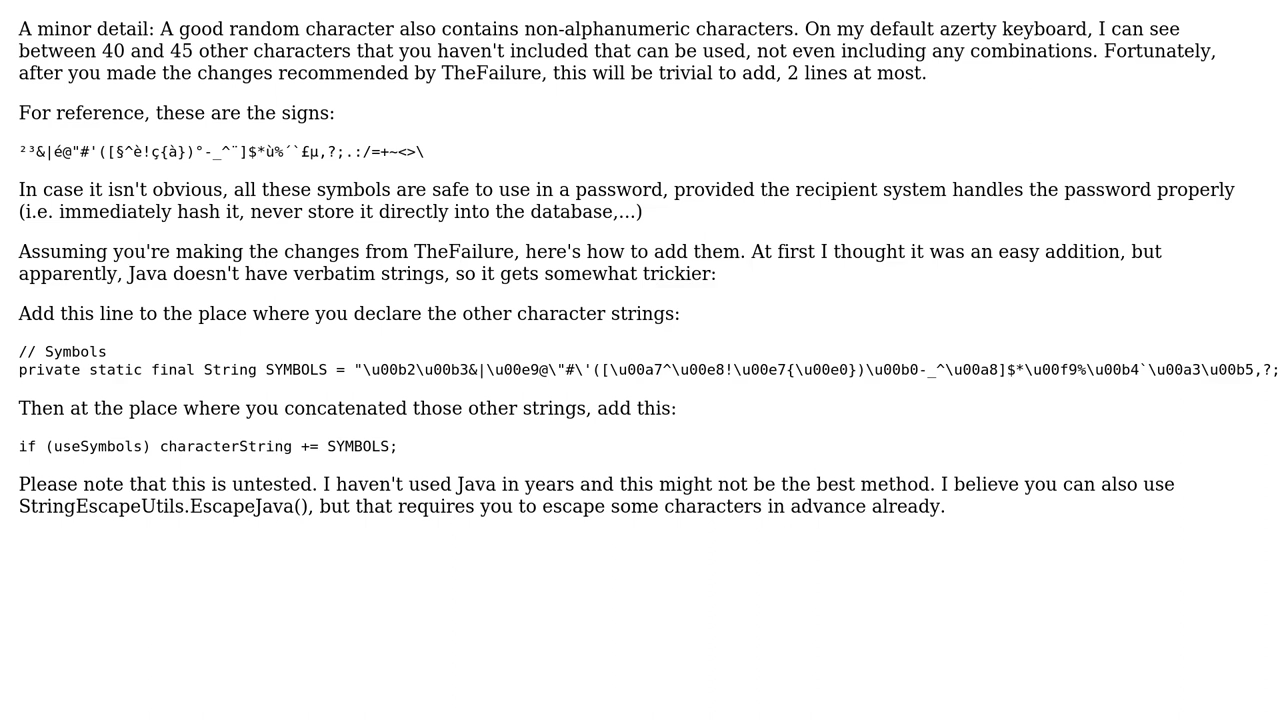 A minor detail: A good random character also contains non-alphanumeric characters. On my default azerty keyboard, I can see
between 40 and 45 other characters that you haven't included that can be used, not even including any combinations. Fortunately,
after you made the changes recommended by TheFailure, this will be trivial to add, 2 lines at most.
For reference, these are the signs:
²³&|é@"#'([§^è!ç{à})°-_^¨]$*ù%´`£µ,?;.:/=+~<>\
In case it isn't obvious, all these symbols are safe to use in a password, provided the recipient system handles the password properly
(i.e. immediately hash it, never store it directly into the database,...)
Assuming you're making the changes from TheFailure, here's how to add them. At first I thought it was an easy addition, but
apparently, Java doesn't have verbatim strings, so it gets somewhat trickier:
Add this line to the place where you declare the other character strings:
// Symbols
private static final String SYMBOLS = "\u00b2\u00b3&|\u00e9@\"#\'([\u00a7^\u00e8!\u00e7{\u00e0})\u00b0-_^\u00a8]$*\u00f9%\u00b4`\u00a3\u00b5,?;
Then at the place where you concatenated those other strings, add this:
if (useSymbols) characterString += SYMBOLS;
Please note that this is untested. I haven't used Java in years and this might not be the best method. I believe you can also use
StringEscapeUtils.EscapeJava(), but that requires you to escape some characters in advance already.